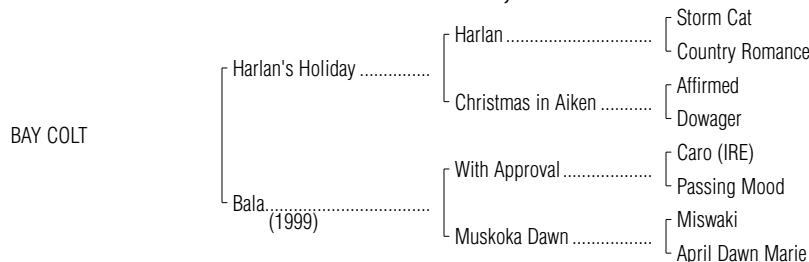 Storm Cat
Harlan ................................
Country Romance
Harlan's Holiday ...............
Affirmed
Christmas in Aiken ...........
Dowager
BAY COLT
Caro (IRE)
With Approval ....................
Passing Mood
Bala....................................
(1999)
Miswaki
Muskoka Dawn ..................
April Dawn Marie